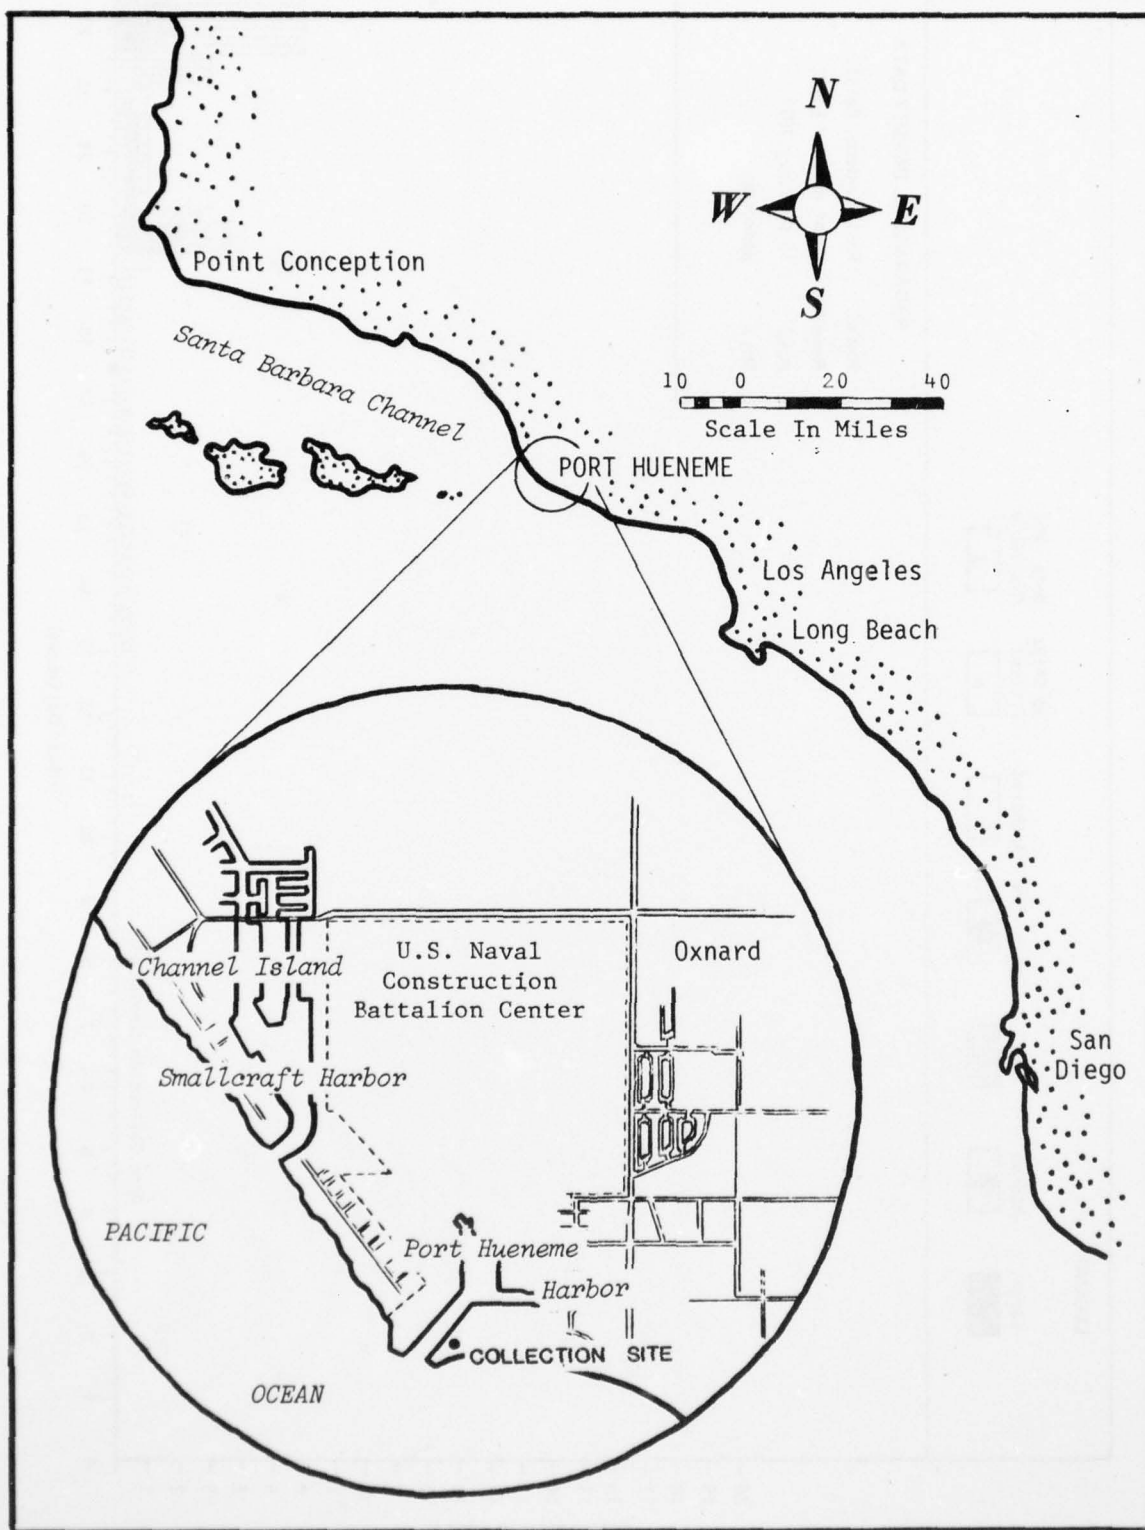 N
W E
S
Point Conception
Santa Barbara Channel
10 0 20 40
Scale In Miles
PORT HUENEME
Los Angeles
Long Beach
San
Diego
U.S. Naval
Construction
Battalion Center
Oxnard
Channel Island
Smallcraft Harbor
PACIFIC
Port Hueneme
Harbor
COLLECTION SITE
OCEAN